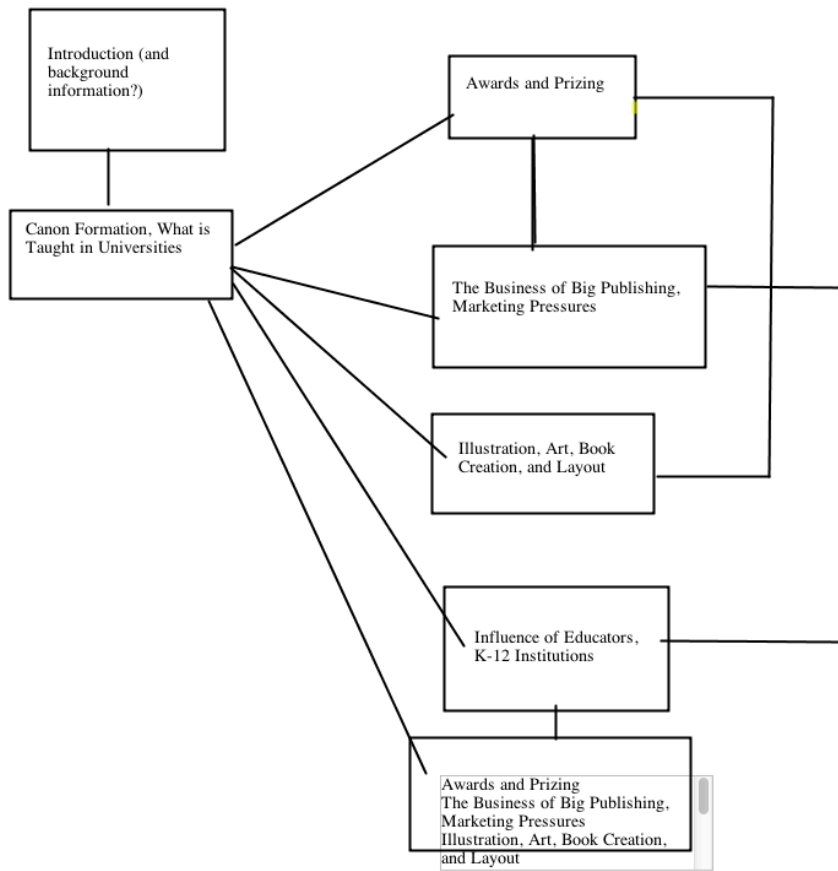 Introduction (and
background
information?)
Awards and Prizing
Canon Formation, What is
Taught in Universities
The Business of Big Publishing,
Marketing Pressures
Illustration, Art, Book
Creation, and Layout
Influence of Educators,
K-12 Institutions
Awards and Prizing
The Business of Big Publishing,
Marketing Pressures
Illustration, Art, Book Creation,
and Layout